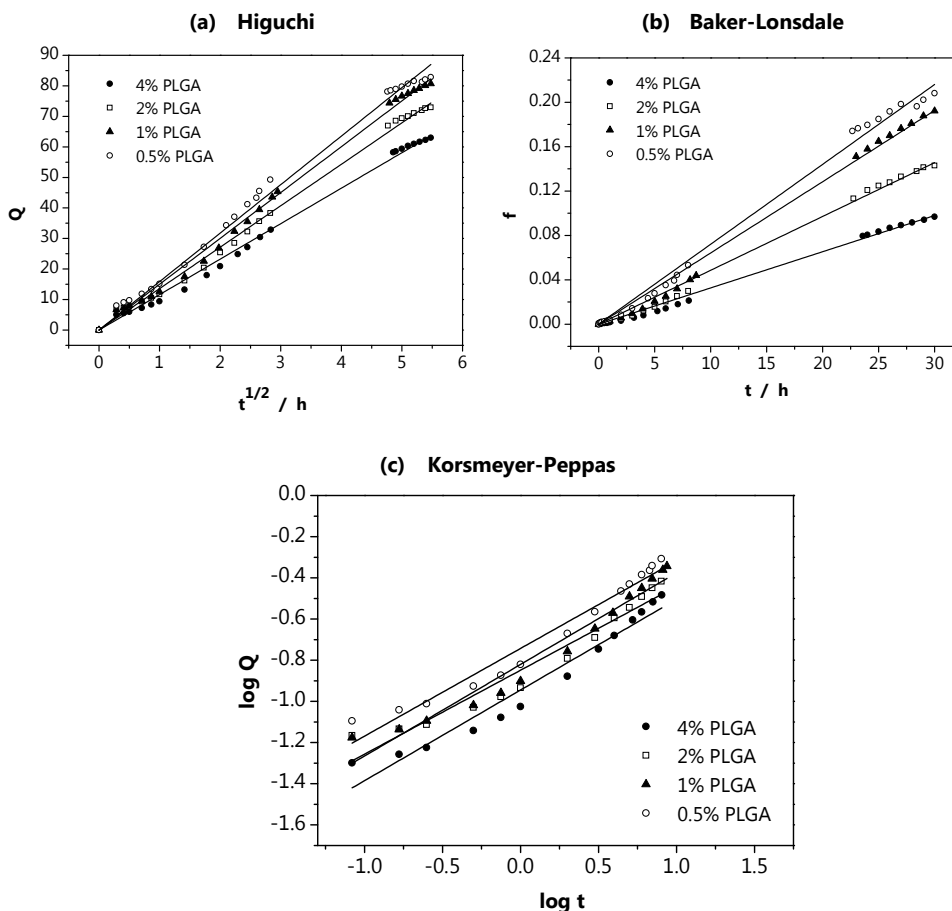 (a) Higuchi
90
80
70
60
50
40
30
20
10
0
Q
4% PLGA
2% PLGA
1% PLGA
0.5% PLGA
0 1 2 3 4 5 6
t^1/2 / h
(b) Baker-Lonsdale
0.24
0.20
0.16
0.12
0.08
0.04
0.00
f
4% PLGA
2% PLGA
1% PLGA
0.5% PLGA
0 5 10 15 20 25 30
t / h
(c) Korsmeyer-Peppas
0.0
-0.2
-0.4
-0.6
-0.8
-1.0
-1.2
-1.4
-1.6
log Q
4% PLGA
2% PLGA
1% PLGA
0.5% PLGA
-1.0 -0.5 0.0 0.5 1.0 1.5
log t